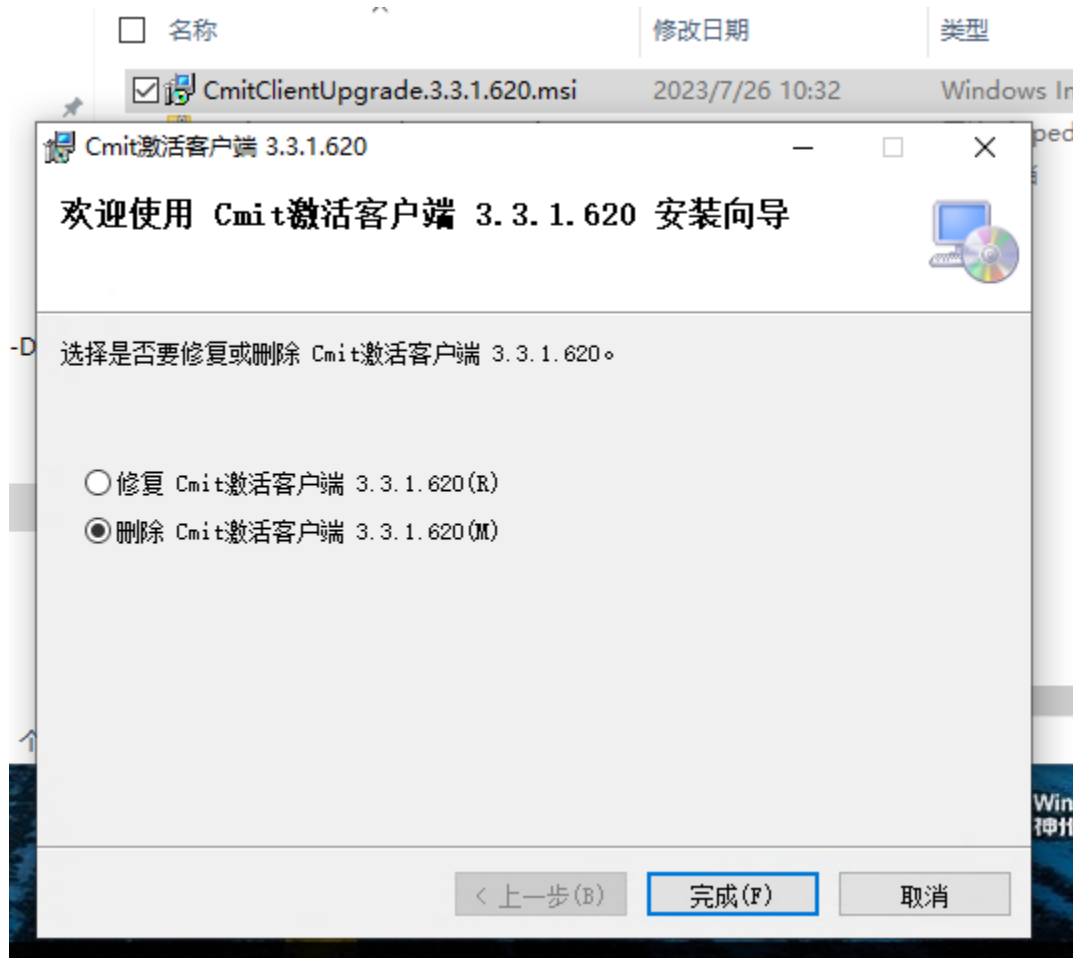 名称 修改日期 类型
CmitClientUpgrade.3.3.1.620.msi 2023/7/26 10:32 Windows In
Cmit激活客户端 3.3.1.620
ped
欢迎使用 Cmit激活客户端 3.3.1.620 安装向导
-D
选择是否要修复或删除 Cmit激活客户端 3.3.1.620。
修复 Cmit激活客户端 3.3.1.620(R)
删除 Cmit激活客户端 3.3.1.620(M)
个
Win
神州
< 上一步(B) 完成(F) 取消